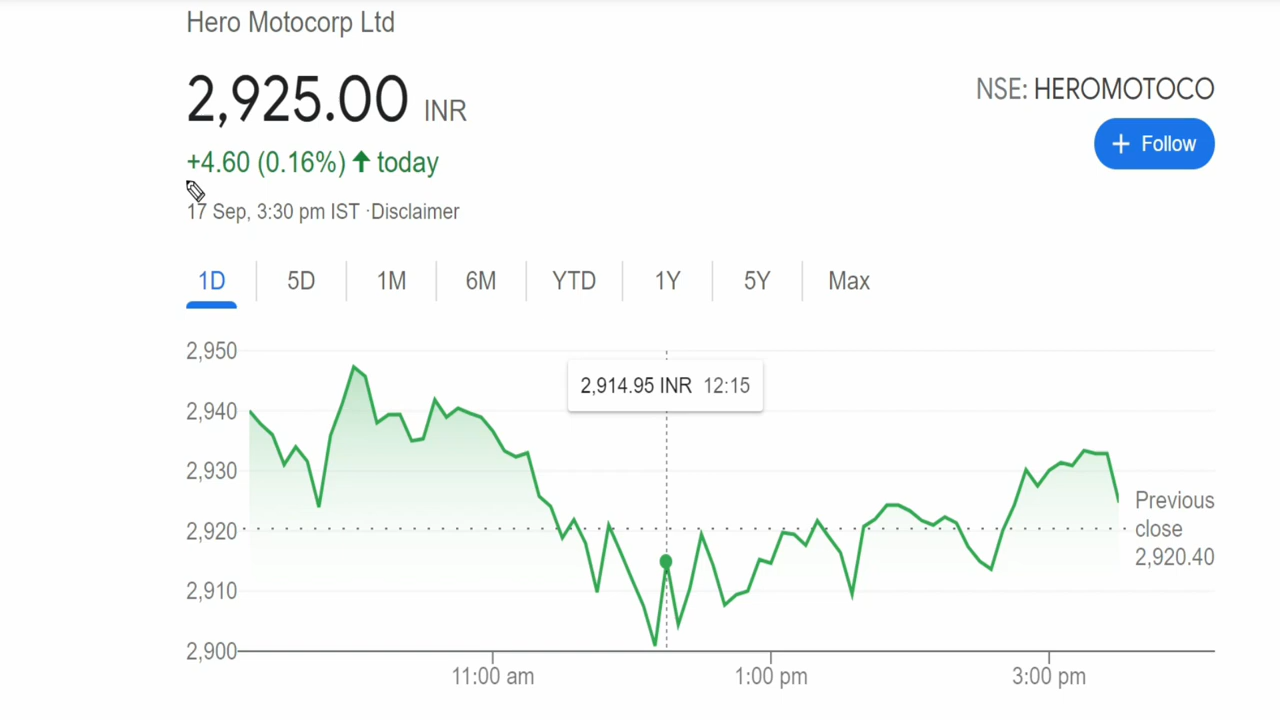 Hero Motocorp Ltd
2,925.00 INR
NSE: HEROMOTOCO
+ Follow
+4.60 (0.16%) ↑ today
17 Sep, 3:30 pm IST ·Disclaimer
1D 5D 1M 6M YTD 1Y 5Y Max
2,950
2,914.95 INR 12:15
2,940
2,930
2,920
2,910
2,900
Previous
close
2,920.40
11:00 am 1:00 pm 3:00 pm